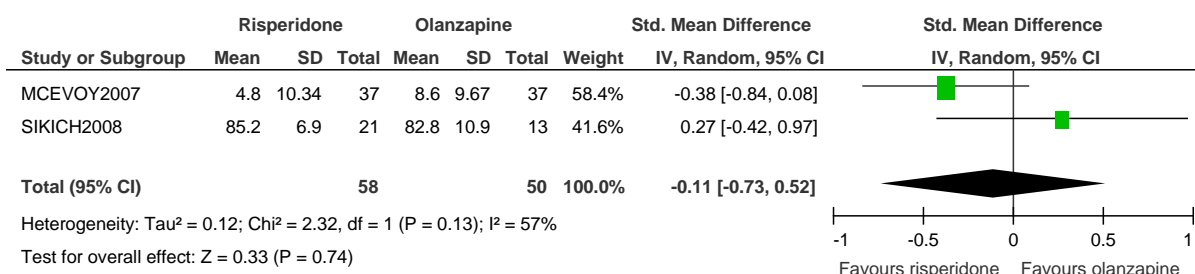 Risperidone Olanzapine Std. Mean Difference Std. Mean Difference
Study or Subgroup Mean SD Total Mean SD Total Weight IV, Random, 95% CI IV, Random, 95% CI
MCEVOY2007 4.8 10.34 37 8.6 9.67 37 58.4% -0.38 [-0.84, 0.08]
SIKICH2008 85.2 6.9 21 82.8 10.9 13 41.6% 0.27 [-0.42, 0.97]
Total (95% CI) 58 50 100.0% -0.11 [-0.73, 0.52]
Heterogeneity: Tau² = 0.12; Chi² = 2.32, df = 1 (P = 0.13); I² = 57%
Test for overall effect: Z = 0.33 (P = 0.74)
-1 -0.5 0 0.5 1
Favours risperidone Favours olanzapine